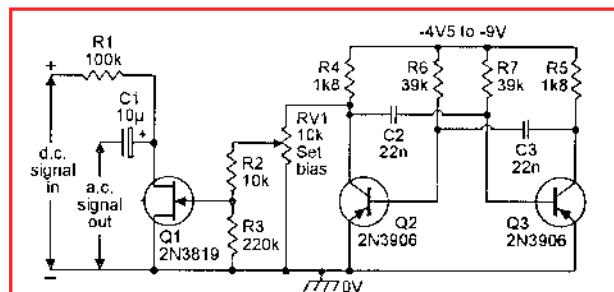 -4V5 to -9V
R1
100k
R4
1k8
R6
39k
R7
39k
R5
1k8
+
C1
10µ
+
RV1
10k
Set
bias
C2
22n
C3
22n
d.c.
signal
in
a.c.
signal
out
R2
10k
R3
220k
Q1
2N3819
Q2
2N3906
Q3
2N3906
0V
–